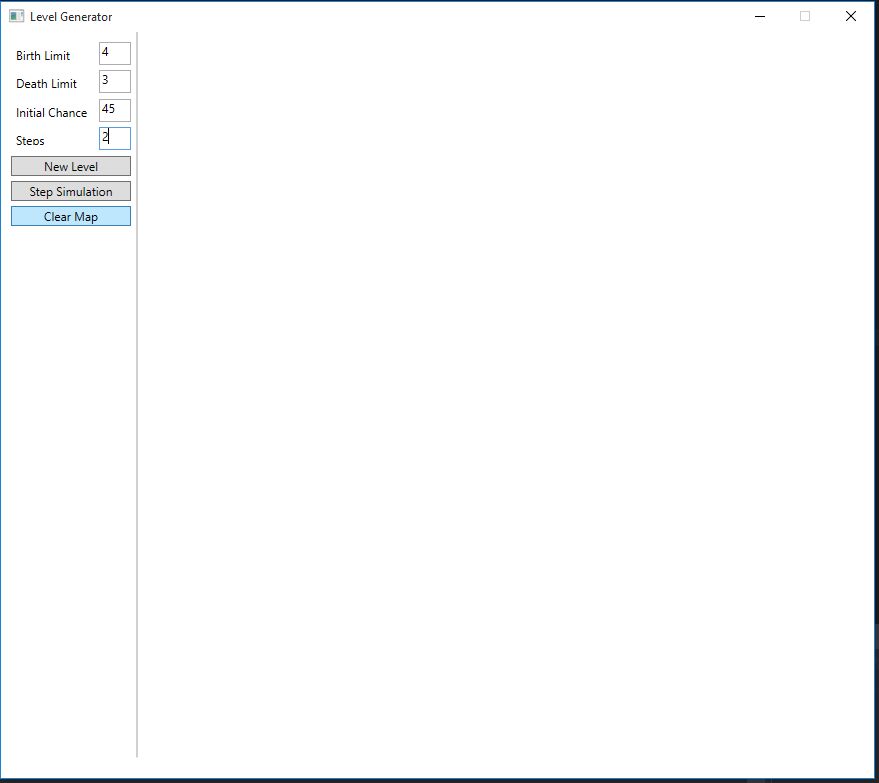 Level Generator
Birth Limit 4
Death Limit 3
Initial Chance 45
Steps 2
New Level
Step Simulation
Clear Map